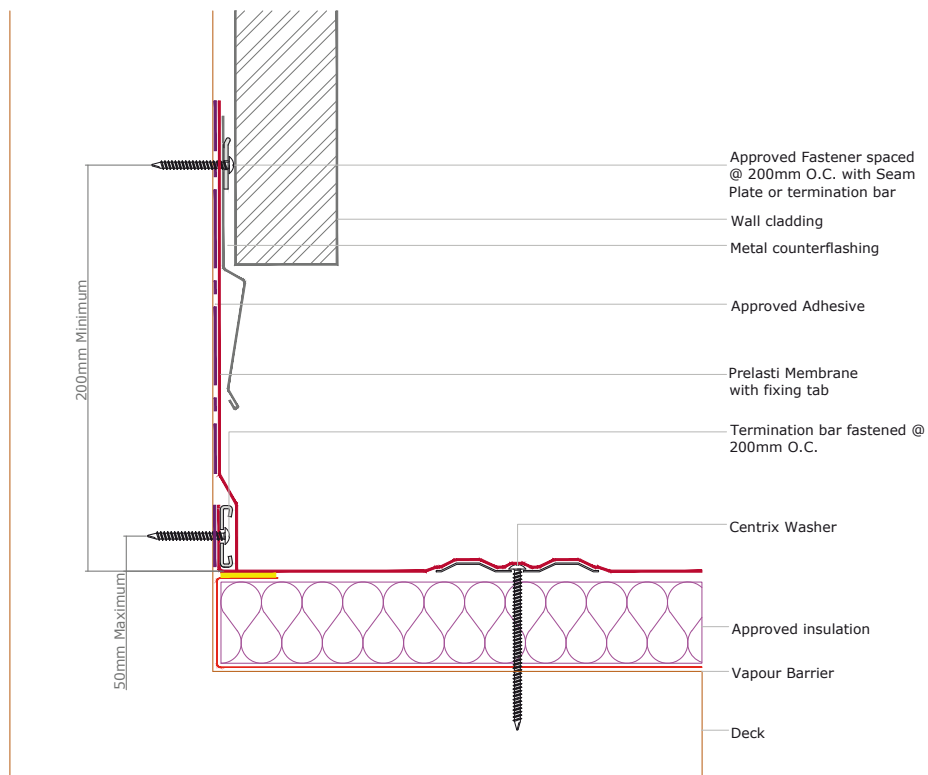 Approved Fastener spaced
@ 200mm O.C. with Seam
Plate or termination bar
Wall cladding
Metal counterflashing
Approved Adhesive
Prelasti Membrane
with fixing tab
Termination bar fastened @
200mm O.C.
Centrix Washer
Approved insulation
Vapour Barrier
Deck
200mm Minimum
50mm Maximum